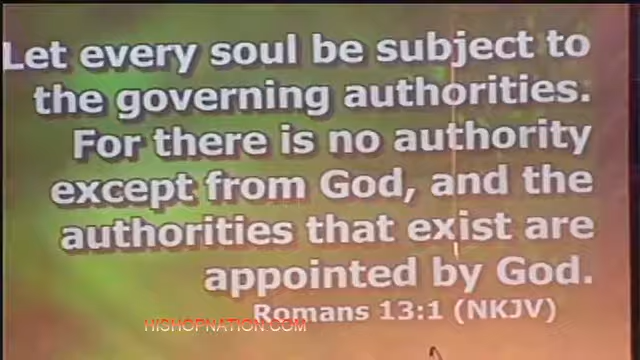 Let every soul be subject to
the governing authorities.
For there is no authority
except from God, and the
authorities that exist are
appointed by God.
Romans 13:1 (NKJV)
HISHOPNATION.COM